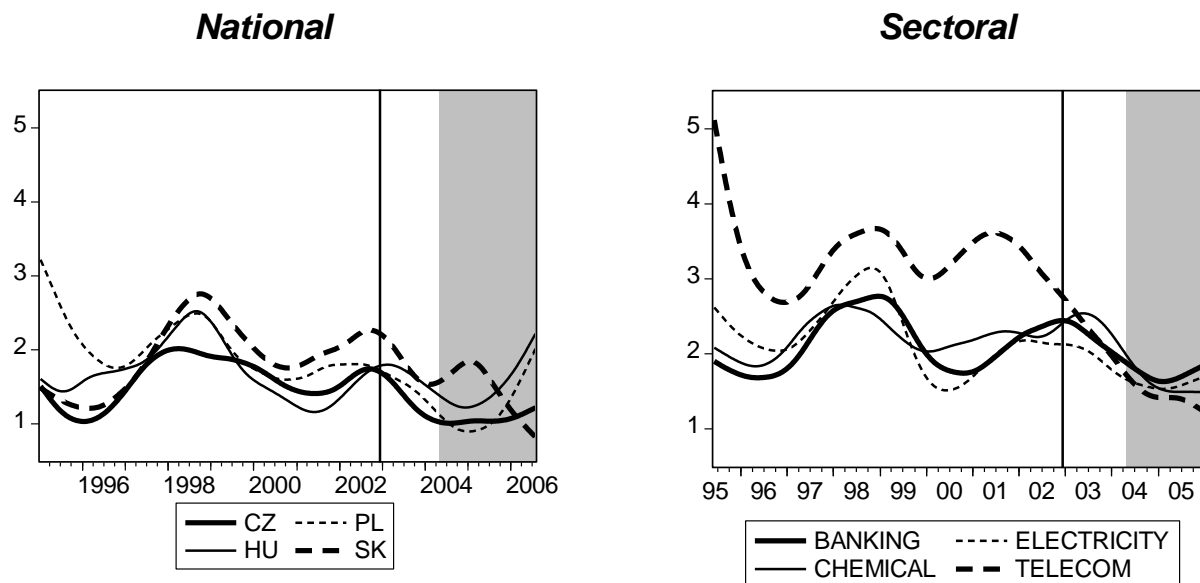 National
5
4
3
2
1
1996 1998 2000 2002 2004 2006
CZ PL
HU SK
Sectoral
5
4
3
2
1
95 96 97 98 99 00 01 02 03 04 05
BANKING ELECTRICITY
CHEMICAL TELECOM